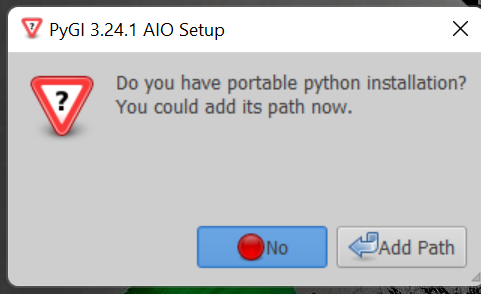 PyGI 3.24.1 AIO Setup
Do you have portable python installation?
You could add its path now.
No
Add Path